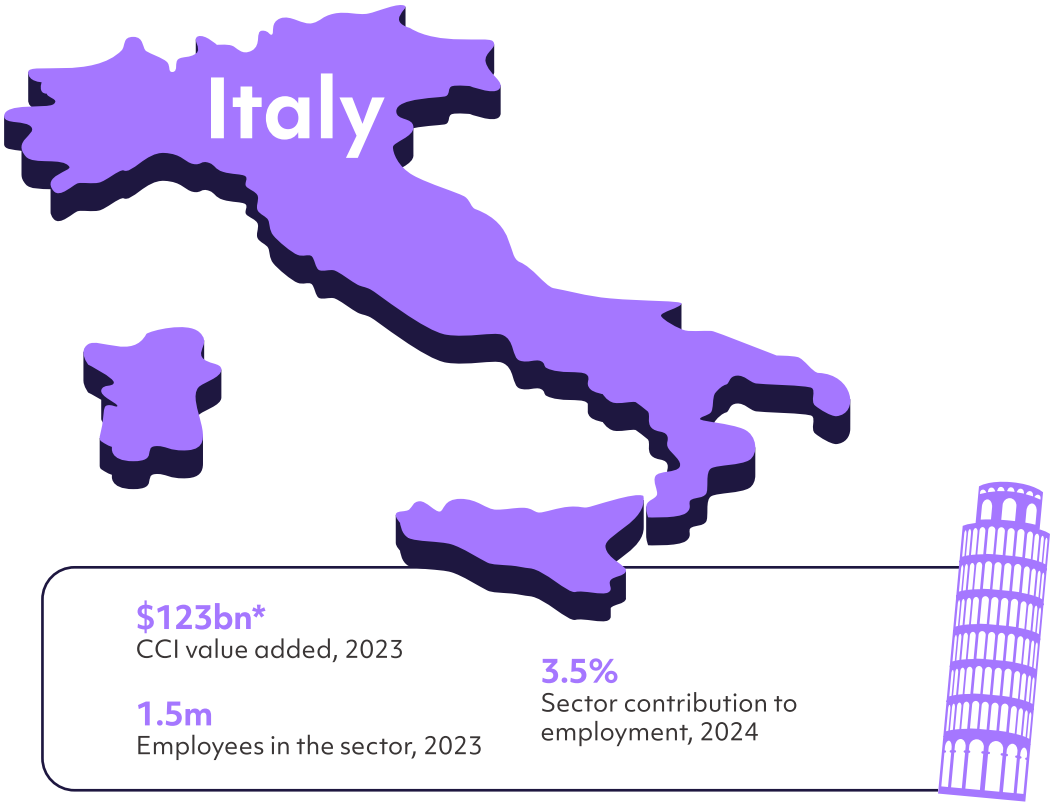 Italy
$123bn*
CCI value added, 2023
1.5m
Employees in the sector, 2023
3.5%
Sector contribution to
employment, 2024